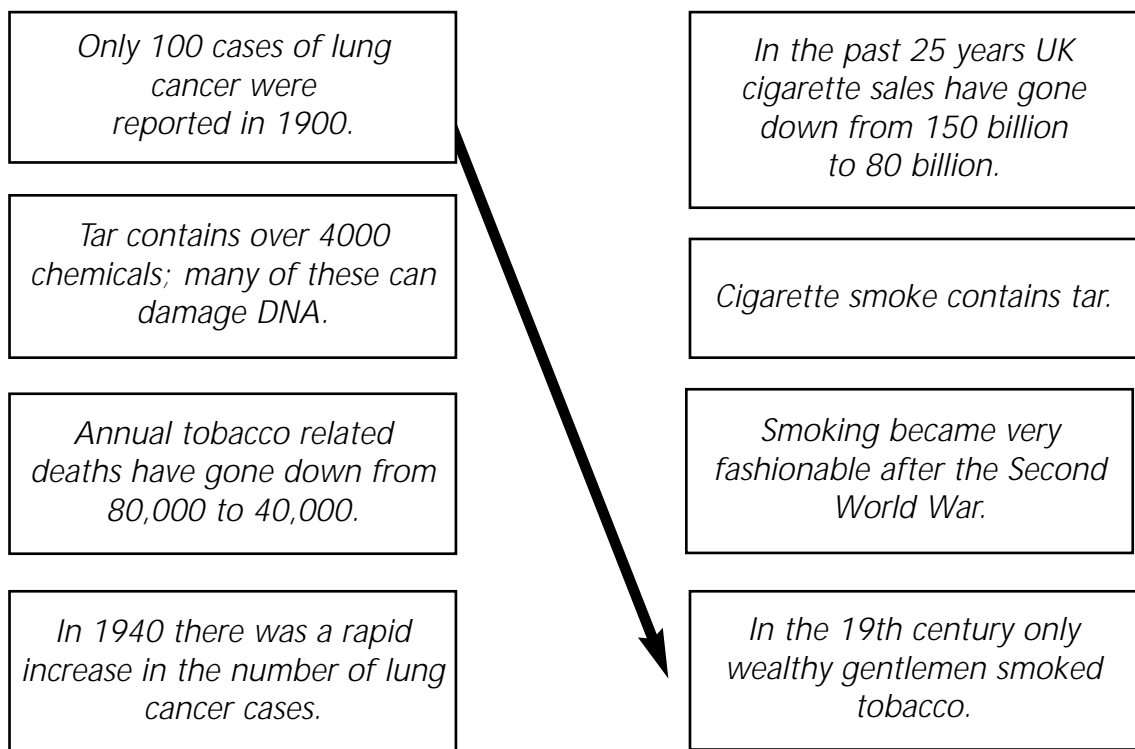 Only 100 cases of lung
cancer were
reported in 1900.
Tar contains over 4000
chemicals; many of these can
damage DNA.
Annual tobacco related
deaths have gone down from
80,000 to 40,000.
In 1940 there was a rapid
increase in the number of lung
cancer cases.
In the past 25 years UK
cigarette sales have gone
down from 150 billion
to 80 billion.
Cigarette smoke contains tar.
Smoking became very
fashionable after the Second
World War.
In the 19th century only
wealthy gentlemen smoked
tobacco.